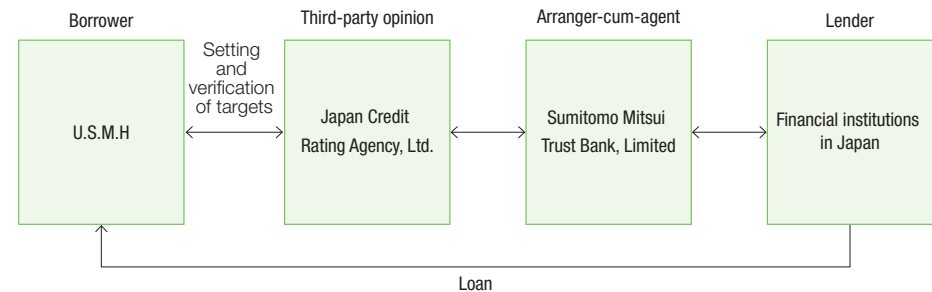 Borrower
Third-party opinion
Arranger-cum-agent
Lender
Setting
and
verification
of targets
U.S.M.H
Japan Credit
Rating Agency, Ltd.
Sumitomo Mitsui
Trust Bank, Limited
Financial institutions
in Japan
Loan